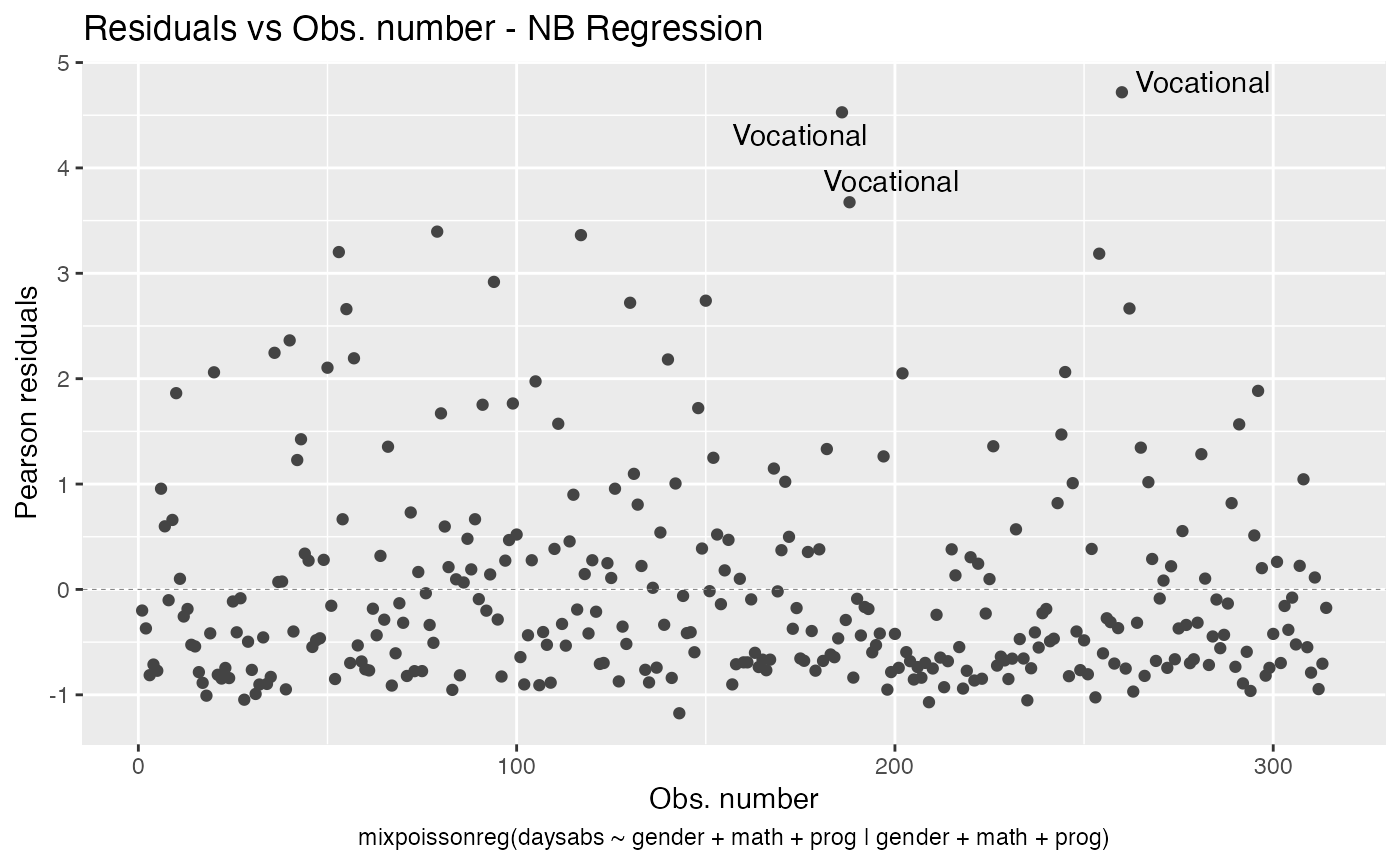 Residuals vs Obs. number - NB Regression
5
Vocational
Vocational
4
Vocational
3
2
1
0
-1
Pearson residuals
0 100 200 300
Obs. number
mixpoissonreg(daysabs ~ gender + math + prog | gender + math + prog)